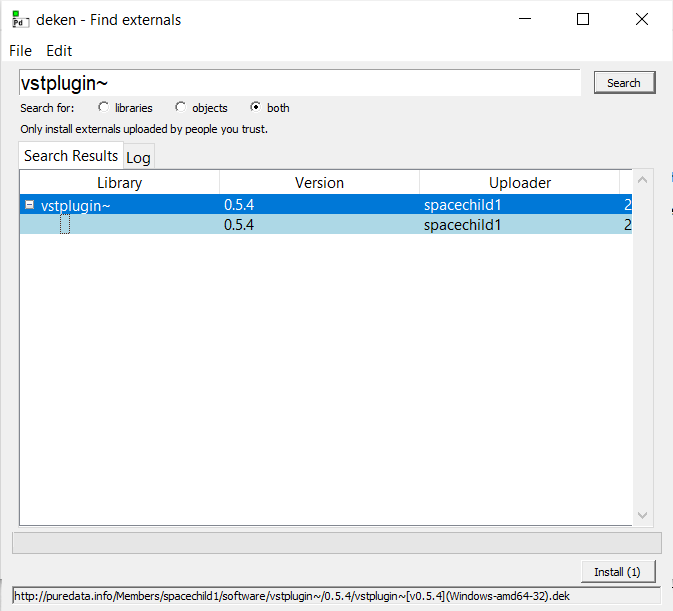 Pd deken - Find externals
File Edit
vstplugin~ Search
Search for: libraries objects both
Only install externals uploaded by people you trust.
Search Results Log
Library Version Uploader
vstplugin~ 0.5.4 spacechild1 2
0.5.4 spacechild1 2
Install (1)
http://puredata.info/Members/spacechild1/software/vstplugin~/0.5.4/vstplugin~[v0.5.4](Windows-amd64-32).dek